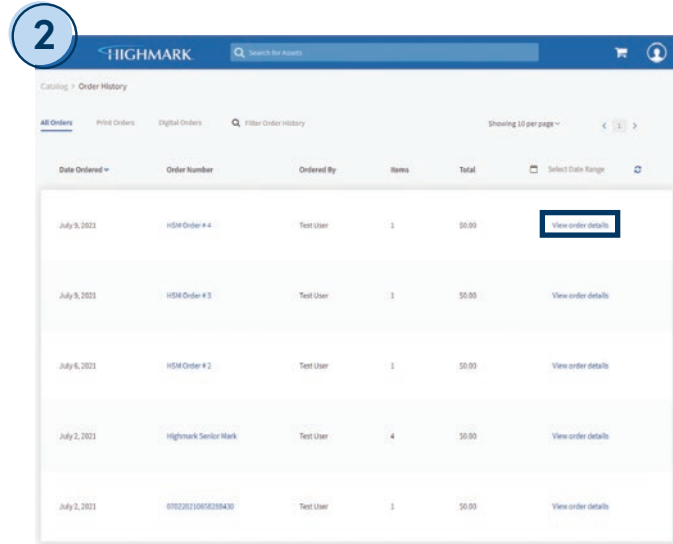 2
HIGHMARK
Search for Assets
Catalog > Order History
All Orders Print Orders Digital Orders Filter Order History Showing 10 per page < 1 >
Date Ordered Order Number Ordered By Items Total Select Date Range
July 9, 2021 HSM Order # 4 Test User 1 $0.00 View order details
July 9, 2021 HSM Order # 3 Test User 1 $0.00 View order details
July 6, 2021 HSM Order # 2 Test User 1 $0.00 View order details
July 2, 2021 Highmark Senior Mark Test User 4 $0.00 View order details
July 2, 2021 Test User 1 $0.00 View order details